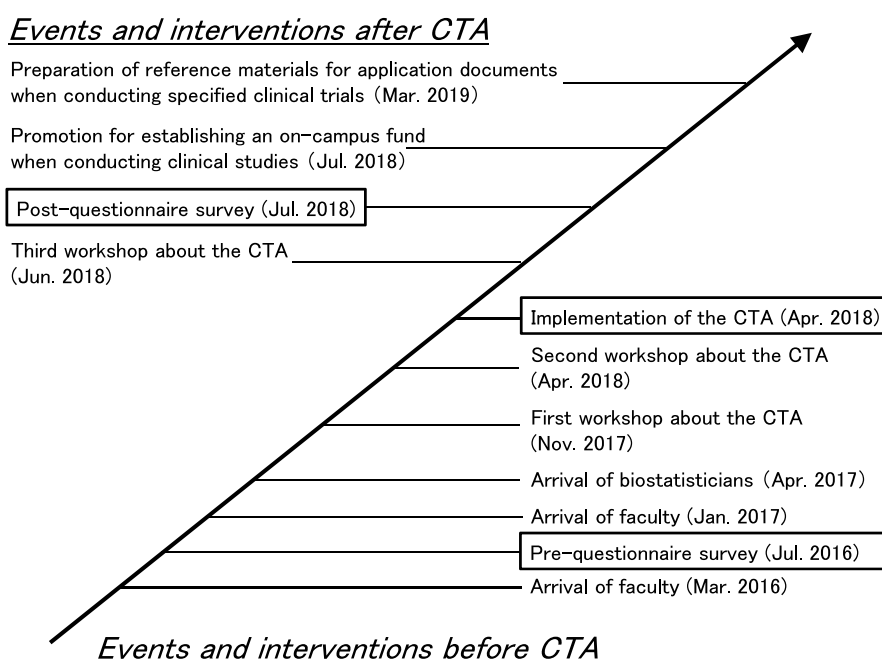 Events and interventions after CTA
Preparation of reference materials for application documents
when conducting specified clinical trials (Mar. 2019)
Promotion for establishing an on-campus fund
when conducting clinical studies (Jul. 2018)
Post-questionnaire survey (Jul. 2018)
Third workshop about the CTA
(Jun. 2018)
Implementation of the CTA (Apr. 2018)
Second workshop about the CTA
(Apr. 2018)
First workshop about the CTA
(Nov. 2017)
Arrival of biostatisticians (Apr. 2017)
Arrival of faculty (Jan. 2017)
Pre-questionnaire survey (Jul. 2016)
Arrival of faculty (Mar. 2016)
Events and interventions before CTA